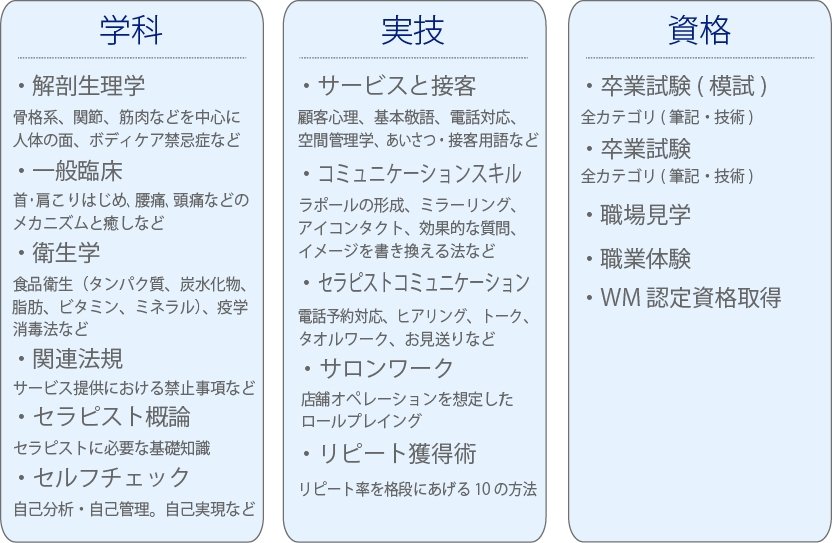 学科
・解剖生理学
骨格系、関節、筋肉などを中心に
人体の面、ボディケア禁忌症など
・一般臨床
首・肩こりはじめ、腰痛、頭痛などの
メカニズムと癒しなど
・衛生学
食品衛生（タンパク質、炭水化物、
脂肪、ビタミン、ミネラル）、疫学
消毒法など
・関連法規
サービス提供における禁止事項など
・セラピスト概論
セラピストに必要な基礎知識
・セルフチェック
自己分析・自己管理。自己実現など
実技
・サービスと接客
顧客心理、基本敬語、電話対応、
空間管理学、あいさつ・接客用語など
・コミュニケーションスキル
ラポールの形成、ミラーリング、
アイコンタクト、効果的な質問、
イメージを書き換える法など
・セラピストコミュニケーション
電話予約対応、ヒアリング、トーク、
タオルワーク、お見送りなど
・サロンワーク
店舗オペレーションを想定した
ロールプレイング
・リピート獲得術
リピート率を格段にあげる 10 の方法
資格
・卒業試験 ( 模試 )
全カテゴリ ( 筆記・技術 )
・卒業試験
全カテゴリ ( 筆記・技術 )
・職場見学
・職業体験
・WM 認定資格取得